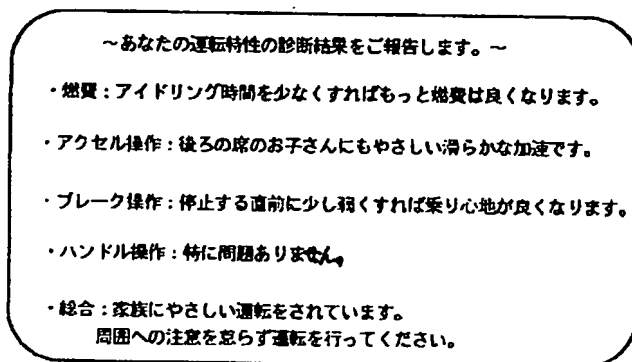 ～あなたの運転特性の診断結果をご報告します。～
・燃費：アイドリング時間を少なくすればもっと燃費は良くなります。
・アクセル操作：後ろの席のお子さんにもやさしい滑らかな加速です。
・ブレーク操作：停止する直前に少し弱くすれば乗り心地が良くなります。
・ハンドル操作：特に問題ありません。
・総合：家族にやさしい運転をされています。
周囲への注意を怠らず運転を行ってください。